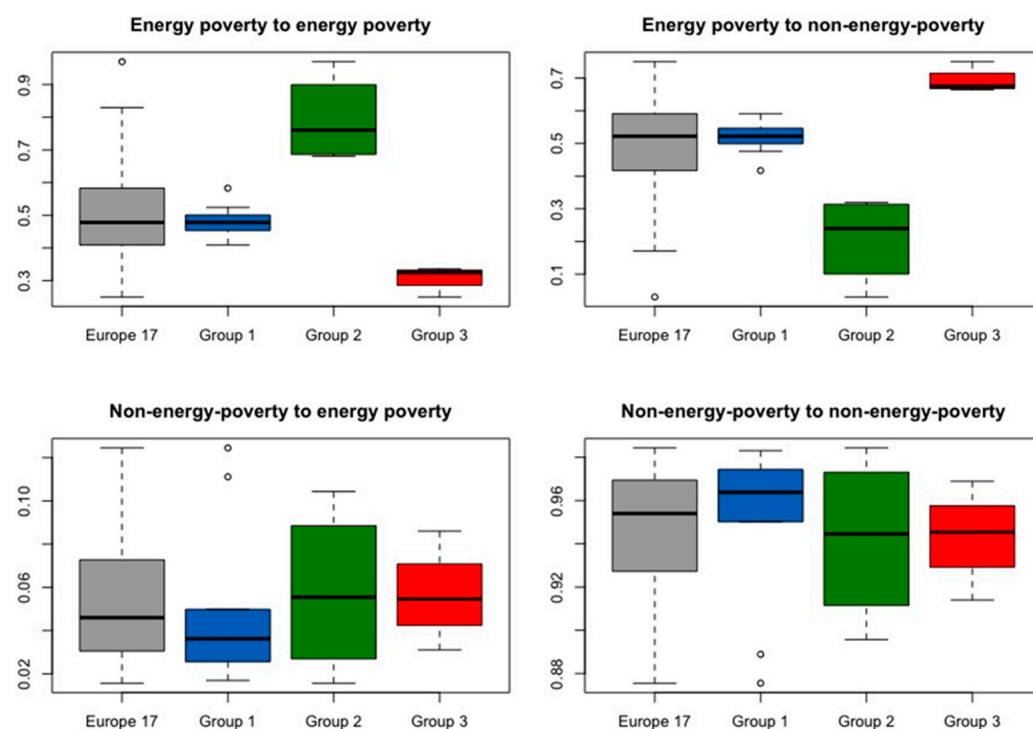 Energy poverty to energy poverty
0.9
0.7
0.5
0.3
Europe 17 Group 1 Group 2 Group 3
Energy poverty to non-energy-poverty
0.7
0.5
0.3
0.1
Europe 17 Group 1 Group 2 Group 3
Non-energy-poverty to energy poverty
0.10
0.06
0.02
Europe 17 Group 1 Group 2 Group 3
Non-energy-poverty to non-energy-poverty
0.96
0.92
0.88
Europe 17 Group 1 Group 2 Group 3